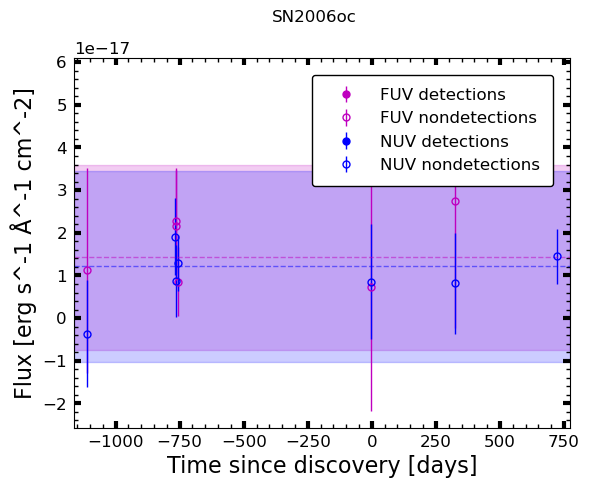 SN2006oc
1e−17
6
5
4
3
2
1
0
−1
−2
Flux [erg s^-1 Å^-1 cm^-2]
FUV detections
FUV nondetections
NUV detections
NUV nondetections
−1000 −750 −500 −250 0 250 500 750
Time since discovery [days]